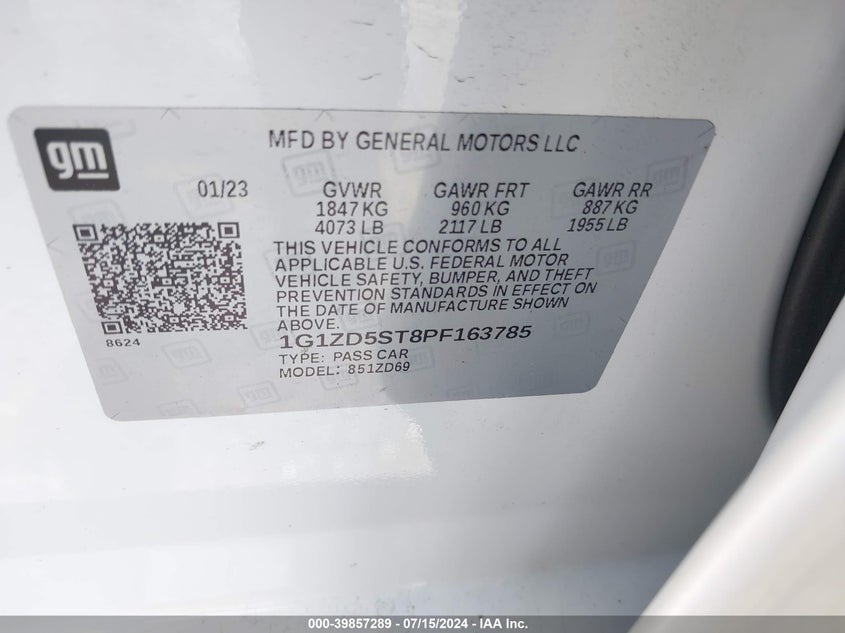 gm
MFD BY GENERAL MOTORS LLC
01/23 GVWR GAWR FRT GAWR RR
1847 KG 960 KG 887 KG
4073 LB 2117 LB 1955 LB
THIS VEHICLE CONFORMS TO ALL
APPLICABLE U.S. FEDERAL MOTOR
VEHICLE SAFETY, BUMPER, AND THEFT
PREVENTION STANDARDS IN EFFECT ON
THE DATE OF MANUFACTURE SHOWN
ABOVE.
8624
1G1ZD5ST8PF163785
TYPE: PASS CAR
MODEL: 851ZD69
000-39857289 - 07/15/2024 - IAA Inc.